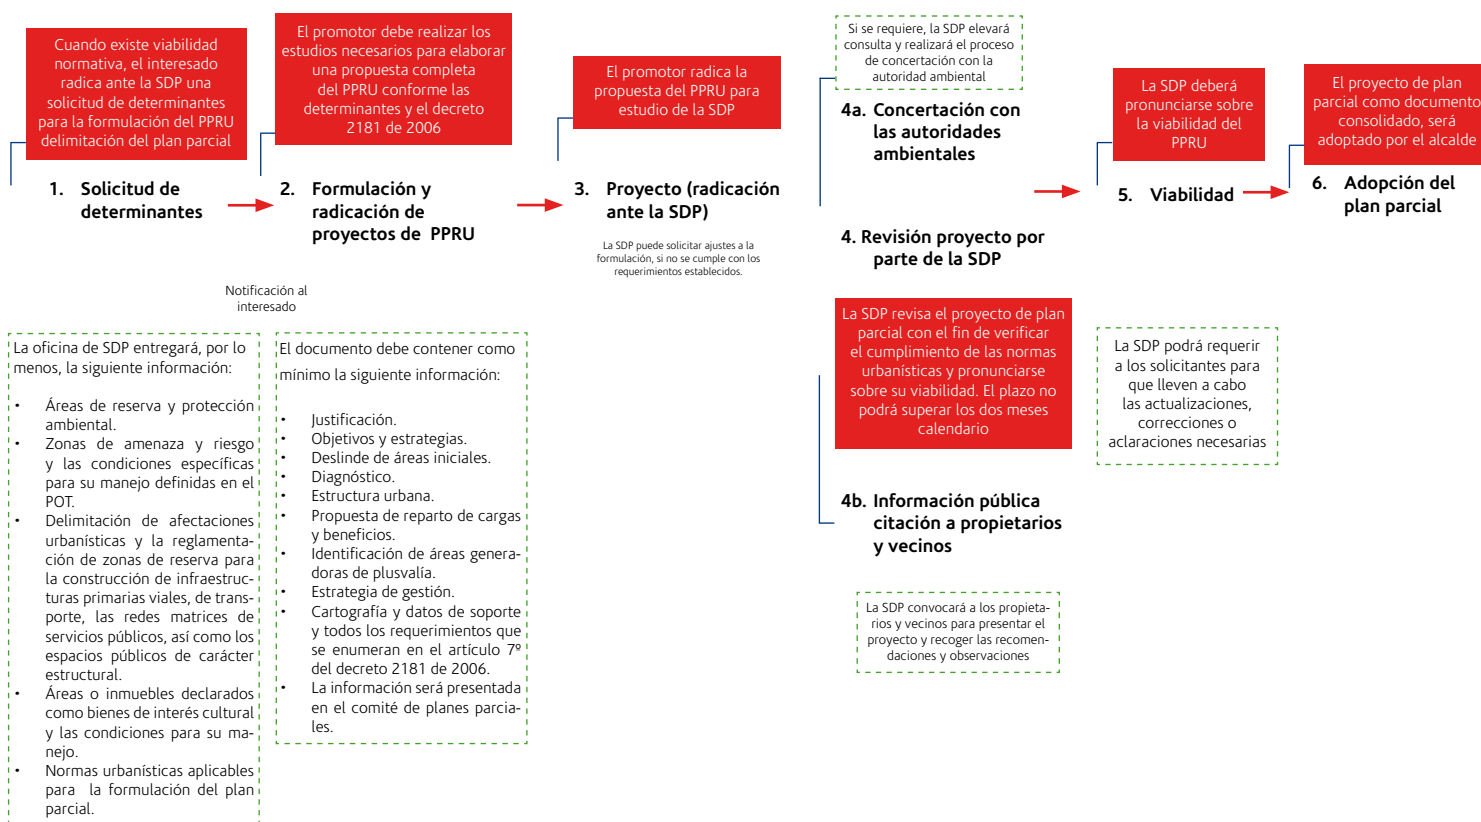 Cuando existe viabilidad
normativa, el interesado
radica ante la SDP una
solicitud de determinantes
para la formulación del PPRU
delimitación del plan parcial
1. Solicitud de
determinantes
El promotor debe realizar los
estudios necesarios para elaborar
una propuesta completa
del PPRU conforme las
determinantes y el decreto
2181 de 2006
2. Formulación y
radicación de
proyectos de PPRU
El promotor radica la
propuesta del PPRU para
estudio de la SDP
3. Proyecto (radicación
ante la SDP)
La SDP puede solicitar ajustes a la
formulación, si no se cumple con los
requerimientos establecidos.
Si se requiere, la SDP elevará
consulta y realizará el proceso
de concertación con la
autoridad ambiental
4a. Concertación con
las autoridades
ambientales
4. Revisión proyecto por
parte de la SDP
La SDP revisa el proyecto de plan
parcial con el fin de verificar
el cumplimiento de las normas
urbanísticas y pronunciarse
sobre su viabilidad. El plazo no
podrá superar los dos meses
calendario
4b. Información pública
citación a propietarios
y vecinos
La SDP convocará a los propieta-
rios y vecinos para presentar el
proyecto y recoger las recomen-
daciones y observaciones
La SDP deberá
pronunciarse sobre
la viabilidad del
PPRU
5. Viabilidad
La SDP podrá requerir
a los solicitantes para
que lleven a cabo
las actualizaciones,
correcciones o
aclaraciones necesarias
El proyecto de plan
parcial como documento
consolidado, será
adoptado por el alcalde
6. Adopción del
plan parcial
Notificación al
interesado
La oficina de SDP entregará, por lo
menos, la siguiente información:
• Áreas de reserva y protección
ambiental.
• Zonas de amenaza y riesgo
y las condiciones específicas
para su manejo definidas en el
POT.
• Delimitación de afectaciones
urbanísticas y la reglamenta-
ción de zonas de reserva para
la construcción de infraestruc-
turas primarias viales, de trans-
porte, las redes matrices de
servicios públicos, así como los
espacios públicos de carácter
estructural.
• Áreas o inmuebles declarados
como bienes de interés cultural
y las condiciones para su ma-
nejo.
• Normas urbanísticas aplicables
para la formulación del plan
parcial.
El documento debe contener como
mínimo la siguiente información:
• Justificación.
• Objetivos y estrategias.
• Deslinde de áreas iniciales.
• Diagnóstico.
• Estructura urbana.
• Propuesta de reparto de cargas
y beneficios.
• Identificación de áreas genera-
doras de plusvalía.
• Estrategia de gestión.
• Cartografía y datos de soporte
y todos los requerimientos que
se enumeran en el artículo 7º
del decreto 2181 de 2006.
• La información será presentada
en el comité de planes parcia-
les.